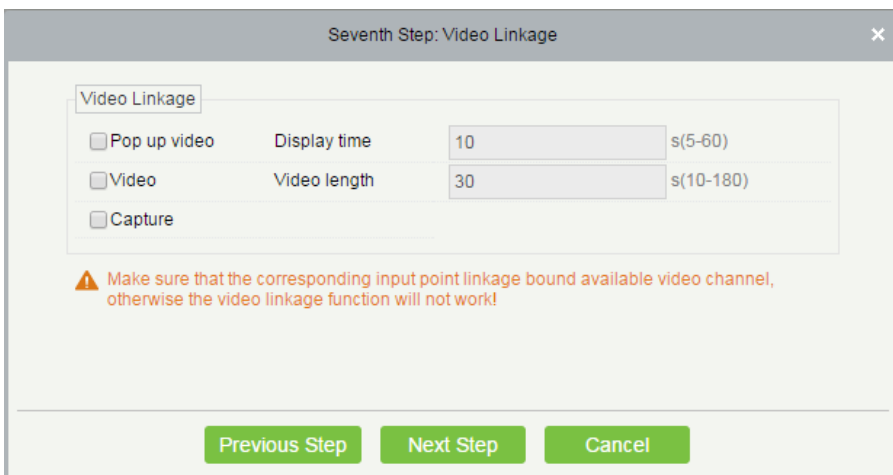 Seventh Step: Video Linkage
Video Linkage
Pop up video Display time 10 s(5-60)
Video Video length 30 s(10-180)
Capture
Make sure that the corresponding input point linkage bound available video channel,
otherwise the video linkage function will not work!
Previous Step Next Step Cancel